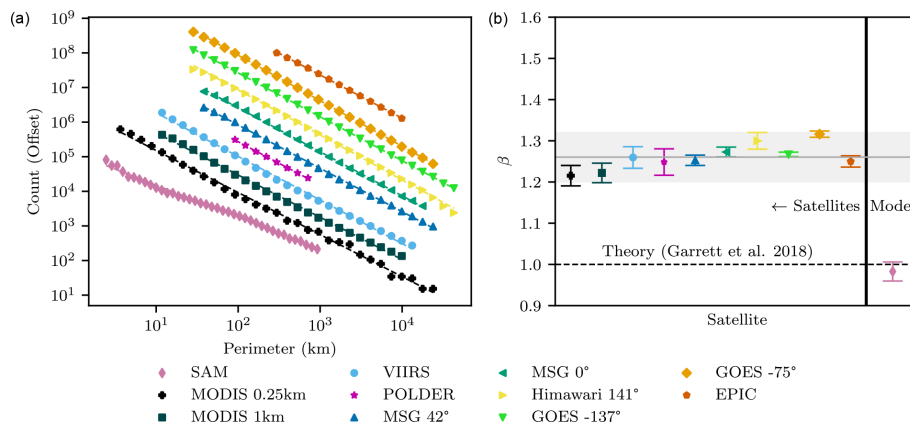 (a)
(b)
10⁹
10⁸
10⁷
10⁶
10⁵
10⁴
10³
10²
10¹
Count (Offset)
10¹ 10² 10³ 10⁴
Perimeter (km)
1.6
1.5
1.4
1.3
1.2
1.1
1.0
0.9
β
← Satellites Mode
Theory (Garrett et al. 2018)
Satellite
SAM VIIRS MSG 0° GOES -75°
MODIS 0.25km POLDER Himawari 141° EPIC
MODIS 1km MSG 42° GOES -137°